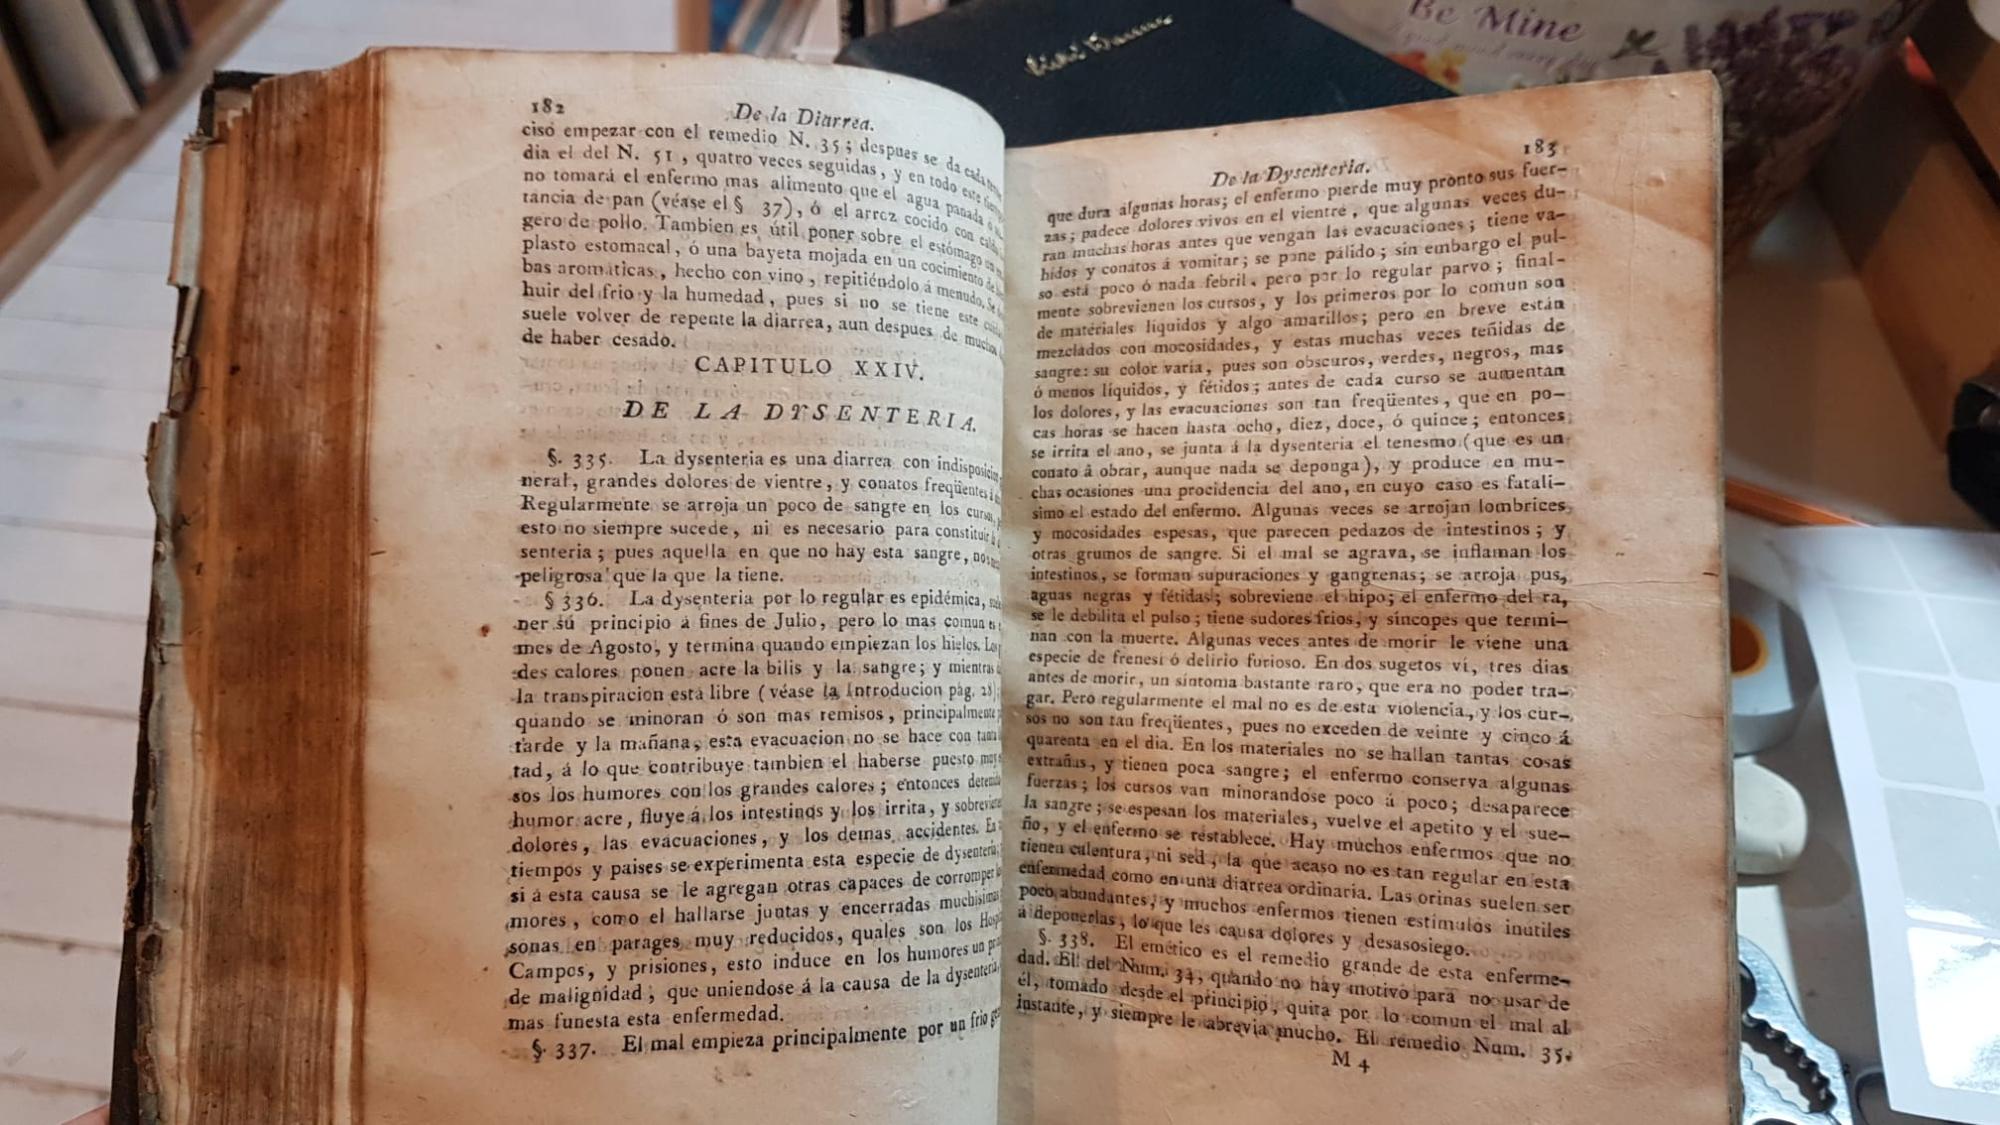 Be Mine
182
De la Diarrea.
ciso empezar con el remedio N. 35; despues se da cada
dia el del N. 51, quatro veces seguidas, y en todo este
no tomará el enfermo mas alimento que el agua panada ó
tancia de pan (véase el § 37), ó el arroz cocido con
gero de pollo. Tambien es útil poner sobre el estómago
plasto estomacal, ó una bayeta mojada en un cocimiento de
bas aromáticas, hecho con vino, repitiéndolo á menudo.
huir del frio y la humedad, pues si no se tiene este
suele volver de repente la diarrea, aun despues de
de haber cesado.
CAPITULO XXIV.
DE LA DYSENTERIA.
§. 335. La dysenteria es una diarrea con
neral, grandes dolores de vientre, y conatos freqüentes
Regularmente se arroja un poco de sangre en los
esto no siempre sucede, ni es necesario para constituir
senteria; pues aquella en que no hay esta sangre,
peligrosa que la que la tiene.
§ 336. La dysenteria por lo regular es epidémica,
ner su principio á fines de Julio, pero lo mas comun
mes de Agosto, y termina quando empiezan los hielos.
des calores ponen acre la bilis y la sangre; y mientras
la transpiracion está libre (véase la Introducion pág. 28)
quando se minoran ó son mas remisos, principalmente
tarde y la mañana, esta evacuacion no se hace con
tad, á lo que contribuye tambien el haberse puesto
sos los humores con los grandes calores; entonces
humor acre, fluye á los intestinos y los irrita, y
dolores, las evacuaciones, y los demas accidentes. En
tiempos y paises se experimenta esta especie de dysenteria,
si á esta causa se le agregan otras capaces de corromper
mores, como el hallarse juntas y encerradas
sonas en parages muy reducidos, quales son los
Campos, y prisiones, esto induce en los humores un
de malignidad, que uniendose á la causa de la dysenteria,
mas funesta esta enfermedad.
§. 337. El mal empieza principalmente por un frio
183
De la Dysenteria.
que dura algunas horas; el enfermo pierde muy pronto sus fuer-
zas; padece dolores vivos en el vientre, que algunas veces du-
ran muchas horas antes que vengan las evacuaciones; tiene va-
hidos y conatos á vomitar; se pone pálido; sin embargo el pul-
so está poco ó nada febril, pero por lo regular parvo; final-
mente sobrevienen los cursos, y los primeros por lo comun son
de matériales líquidos y algo amarillos; pero en breve están
mezclados con mocosidades, y estas muchas veces teñidas de
sangre: su color varía, pues son obscuros, verdes, negros, mas
ó menos líquidos, y fétidos; antes de cada curso se aumentan
los dolores, y las evacuaciones son tan freqüentes, que en po-
cas horas se hacen hasta ocho, diez, doce, ó quince; entonces
se irrita el ano, se junta á la dysenteria el tenesmo (que es un
conato á obrar, aunque nada se deponga), y produce en mu-
chas ocasiones una procidencia del ano, en cuyo caso es fatali-
simo el estado del enfermo. Algunas veces se arrojan lombrices,
y mocosidades espesas, que parecen pedazos de intestinos; y
otras grumos de sangre. Si el mal se agrava, se inflaman los
intestinos, se forman supuraciones y gangrenas; se arroja pus,
aguas negras y fétidas; sobreviene el hipo; el enfermo delira,
se le debilita el pulso; tiene sudores frios, y síncopes que termi-
nan con la muerte. Algunas veces antes de morir le viene una
especie de frenesi ó delirio furioso. En dos sugetos ví, tres dias
antes de morir, un síntoma bastante raro, que era no poder tra-
gar. Pero regularmente el mal no es de esta violencia, y los cur-
sos no son tan freqüentes, pues no exceden de veinte y cinco á
quarenta en el dia. En los materiales no se hallan tantas cosas
extrañas, y tienen poca sangre; el enfermo conserva algunas
fuerzas; los cursos van minorandose poco á poco; desaparece
la sangre; se espesan los materiales, vuelve el apetito y el sue-
ño, y el enfermo se restablece. Hay muchos enfermos que no
tienen calentura, ni sed, la que acaso no es tan regular en esta
enfermedad como en una diarrea ordinaria. Las orinas suelen ser
poco abundantes, y muchos enfermos tienen estímulos inutiles
á deponerlas, lo que les causa dolores y desasosiego.
§. 338. El emético es el remedio grande de esta enferme-
dad. El del Num. 34, quando no hay motivo para no usar de
él, tomado desde el principio, quita por lo comun el mal al
instante, y siempre le abrevia mucho. El remedio Num. 35.
M 4